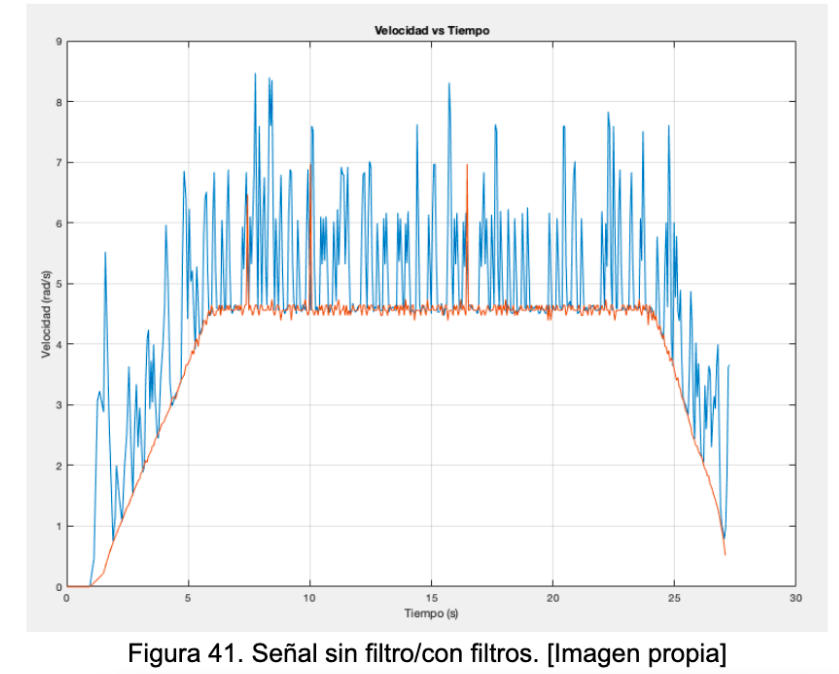 Velocidad vs Tiempo
9
8
7
6
5
4
3
2
1
0
Velocidad (rad/s)
0 5 10 15 20 25 30
Tiempo (s)
Figura 41. Señal sin filtro/con filtros. [Imagen propia]